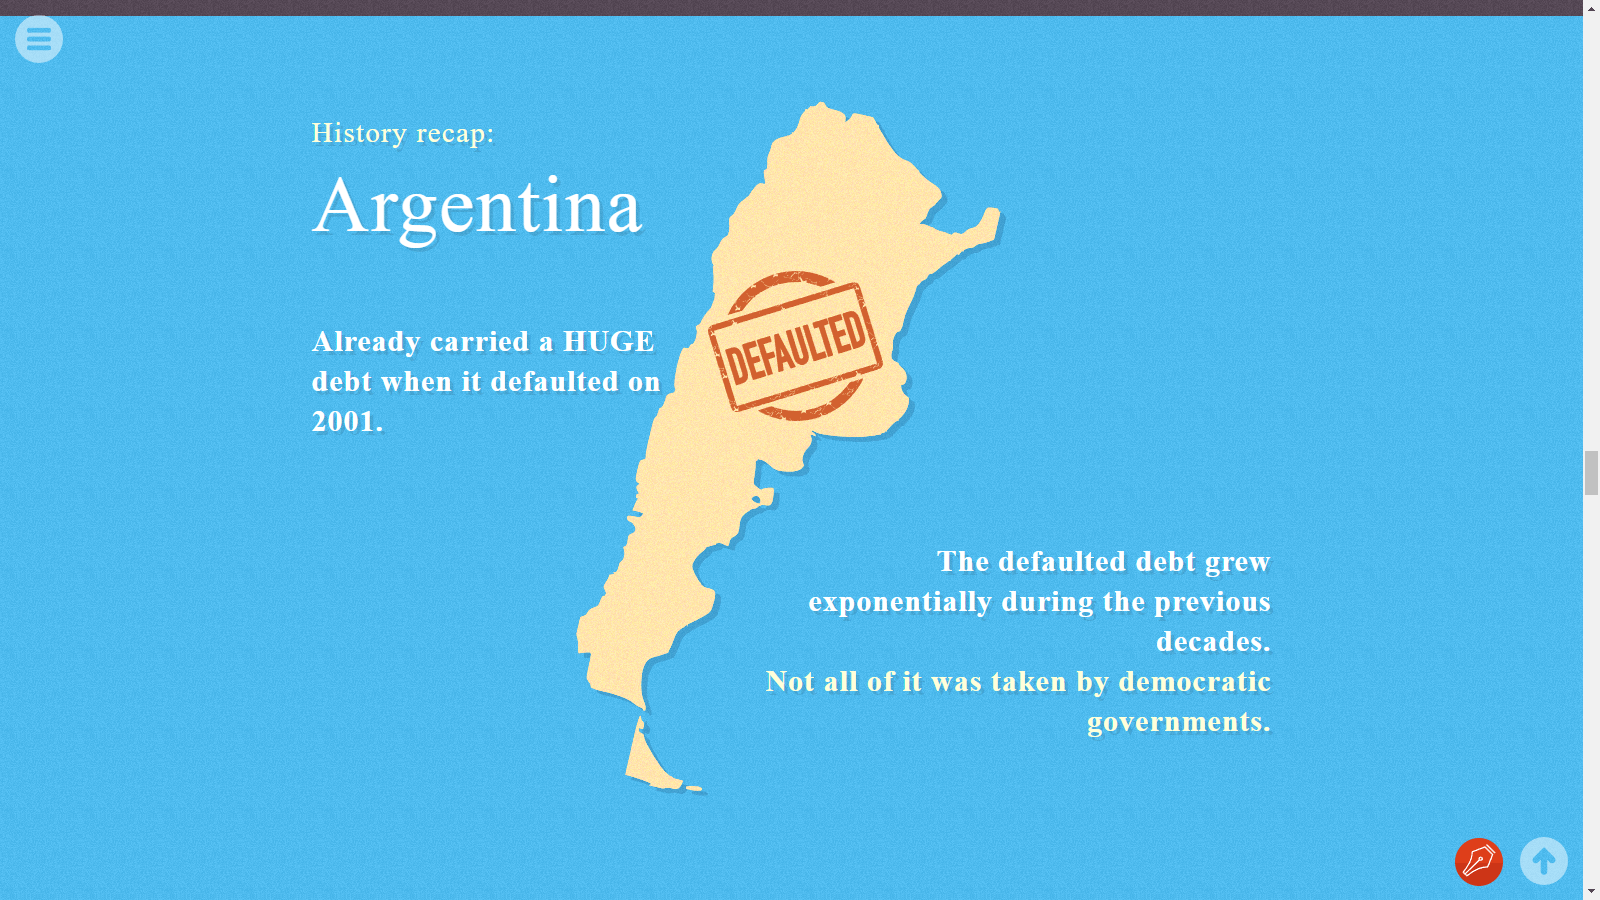 History recap:
Argentina
Already carried a HUGE
debt when it defaulted on
2001.
DEFAULTED
The defaulted debt grew
exponentially during the previous
decades.
Not all of it was taken by democratic
governments.